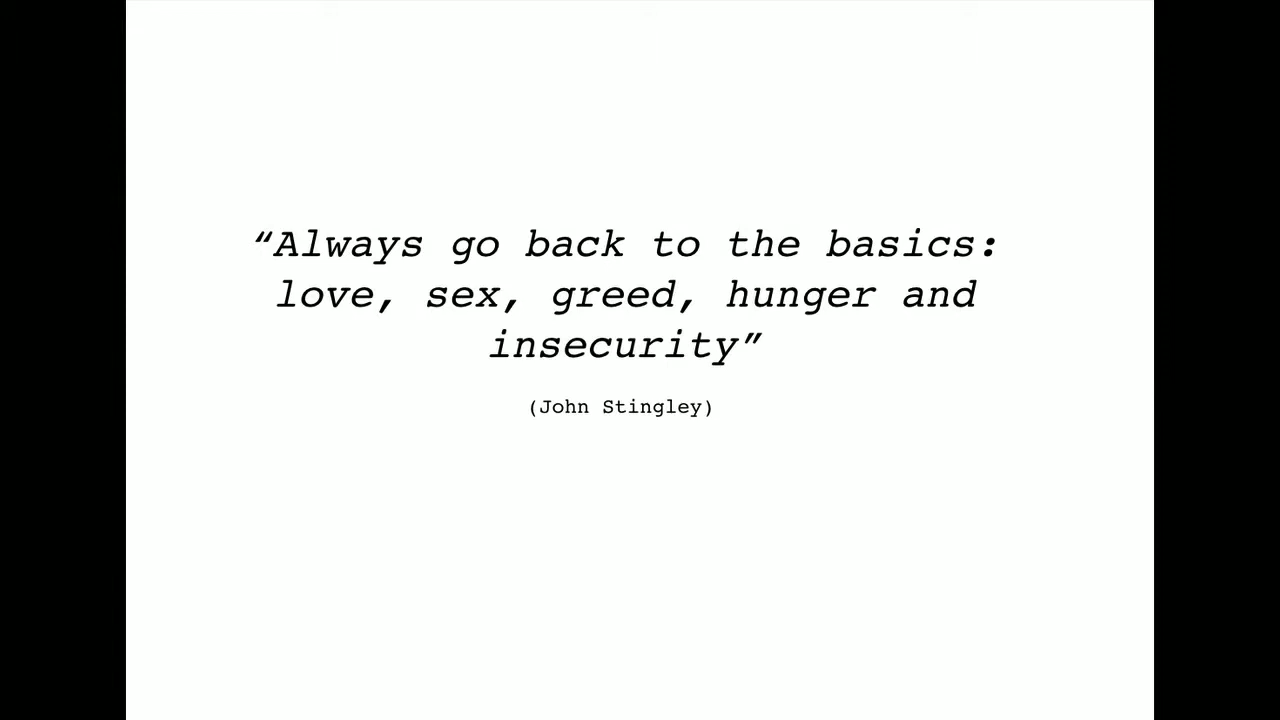 “Always go back to the basics:
love, sex, greed, hunger and
insecurity”
(John Stingley)